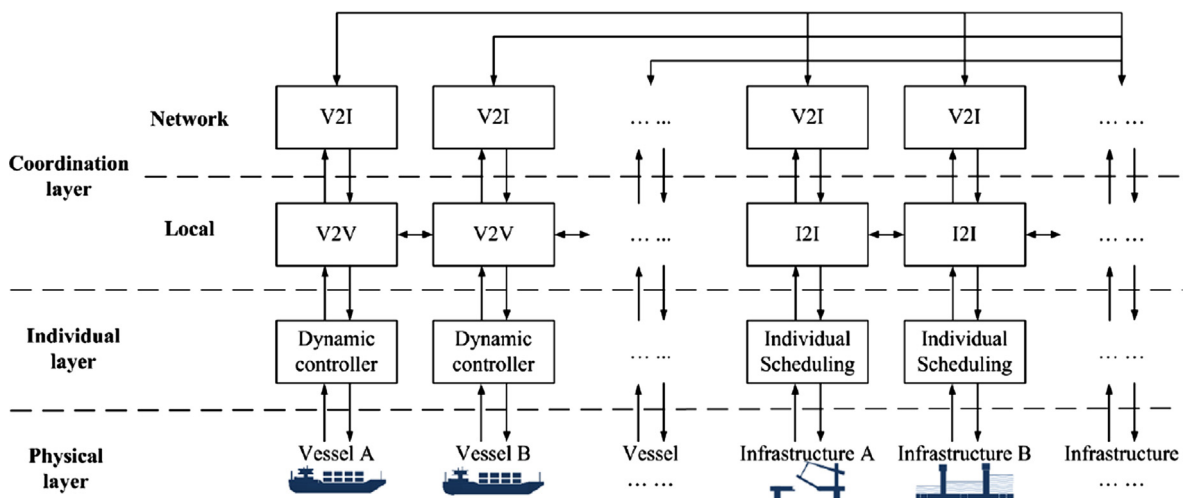 Network
V2I
V2I
... ...
V2I
V2I
... ...
Coordination
layer
Local
V2V
V2V
... ...
I2I
I2I
... ...
Individual
layer
Dynamic
controller
Dynamic
controller
... ...
Individual
Scheduling
Individual
Scheduling
... ...
Physical
layer
Vessel A
Vessel B
Vessel
... ...
Infrastructure A
Infrastructure B
Infrastructure
... ...